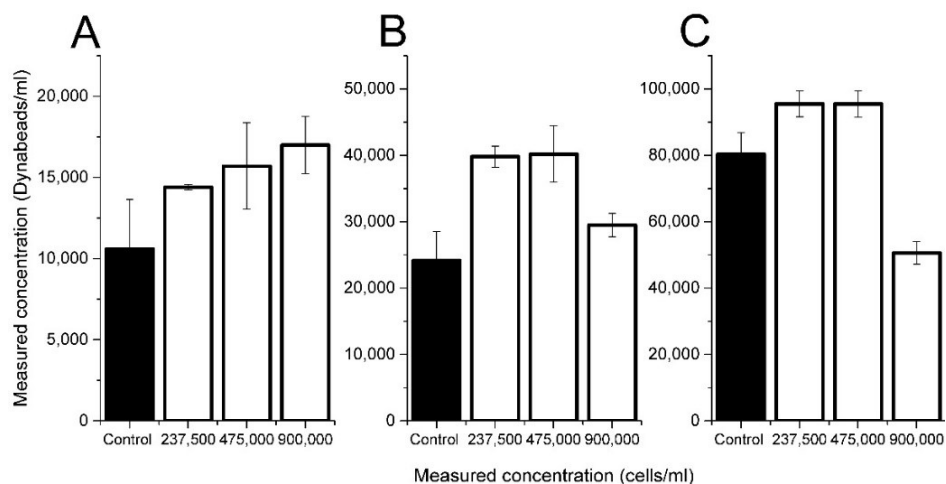 A
B
C
Measured concentration (Dynabeads/ml)
20,000
15,000
10,000
5,000
0
Control 237,500 475,000 900,000
50,000
40,000
30,000
20,000
10,000
0
Control 237,500 475,000 900,000
100,000
80,000
60,000
40,000
20,000
0
Control 237,500 475,000 900,000
Measured concentration (cells/ml)